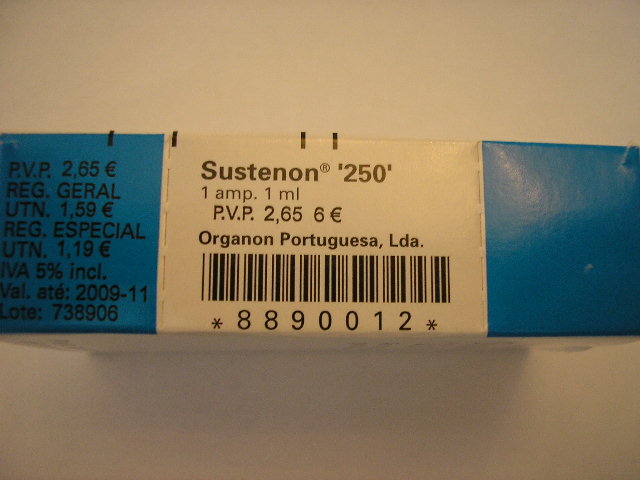 P.V.P. 2,65 €
REG. GERAL
UTN. 1,59 €
REG. ESPECIAL
UTN. 1,19 €
IVA 5% incl.
Val. até: 2009-11
Lote: 738906
Sustenon® '250'
1 amp. 1 ml
P.V.P. 2,65 6 €
Organon Portuguesa, Lda.
*8890012*